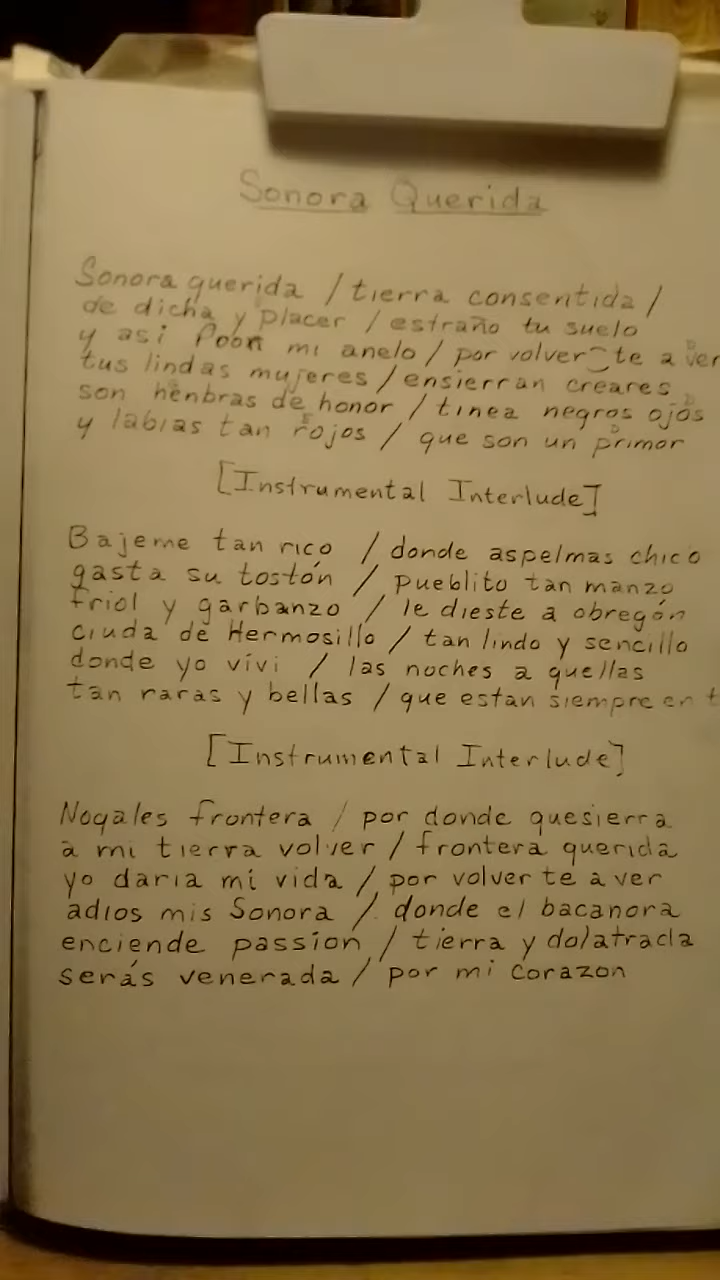 Sonora Querida
Sonora querida / tierra consentida /
de dicha y placer / estraño tu suelo
y asi mi anelo / por volver te a ver
tus lindas mujeres / ensierran creares
son henbras de honor / tinea negros ojos
y labias tan rojos / que son un primor
[Instrumental Interlude]
Bajeme tan rico / donde aspelmas chico
gasta su tostón / Pueblito tan manzo
friol y garbanzo / le dieste a obregón
ciuda de Hermosillo / tan lindo y sencillo
donde yo vívi / las noches a quellas
tan raras y bellas / que estan siempre en
[Instrumental Interlude]
Nogales frontera / por donde quesierra
a mi tierra volver / frontera querida
yo daria mi vida / por volver te a ver
adios mis Sonora / donde el bacanora
enciende passion / tierra y dolatracla
serás venerada / por mi corazon